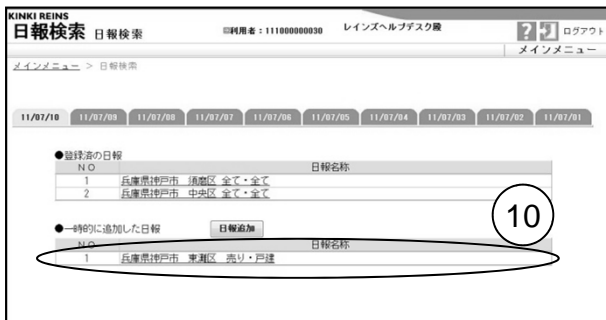 KINKI REINS
日報検索 日報検索 利用者：111000000030 レインズヘルプデスク殿 ? ログアウト
メインメニュー
メインメニュー > 日報検索
11/07/10 11/07/09 11/07/08 11/07/07 11/07/06 11/07/05 11/07/04 11/07/03 11/07/02 11/07/01
●登録済の日報
ＮＯ 日報名称
1 兵庫県神戸市 須磨区 全て・全て
2 兵庫県神戸市 中央区 全て・全て
●一時的に追加した日報 日報追加
ＮＯ 日報名称
1 兵庫県神戸市 東灘区 売り・戸建
10